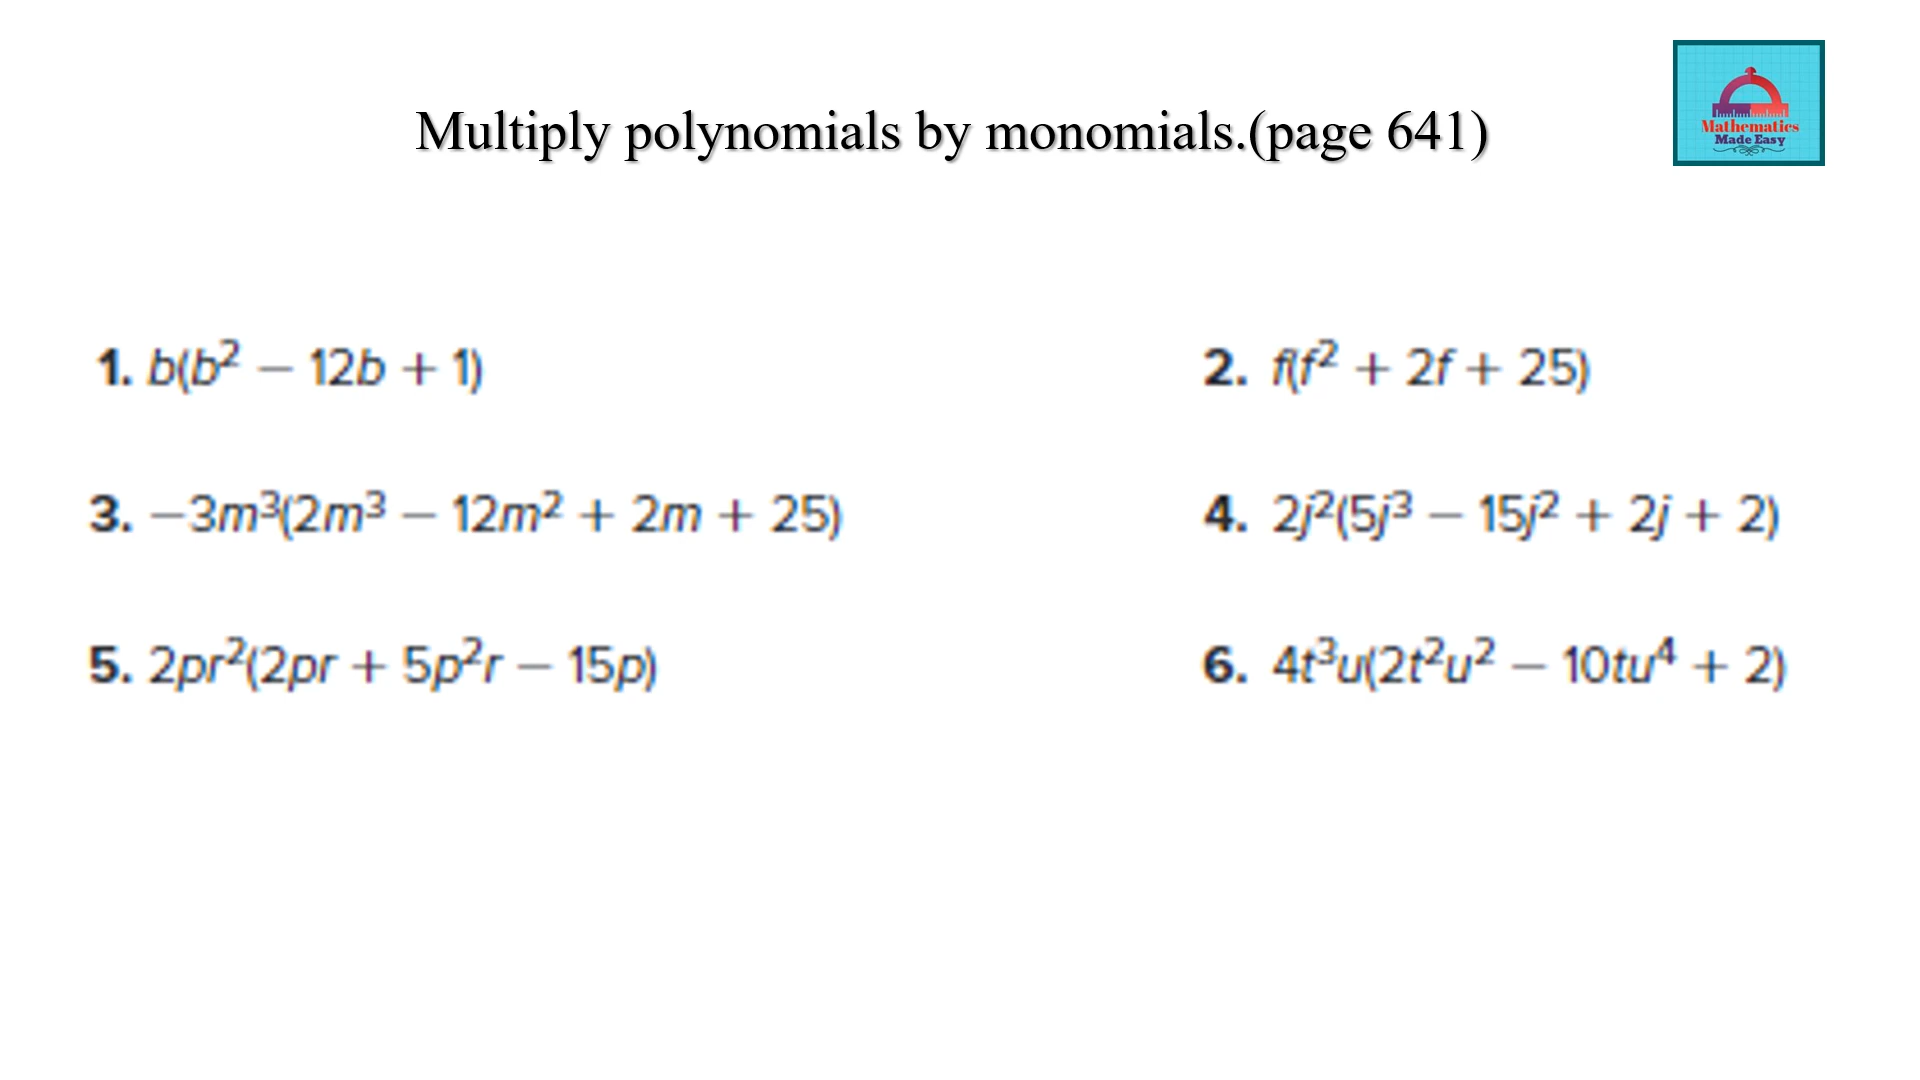 Multiply polynomials by monomials.(page 641)
Mathematics
Made Easy
1. b(b² – 12b + 1)
2. f(f² + 2f + 25)
3. –3m³(2m³ – 12m² + 2m + 25)
4. 2j²(5j³ – 15j² + 2j + 2)
5. 2pr²(2pr + 5p²r – 15p)
6. 4t³u(2t²u² – 10tu⁴ + 2)